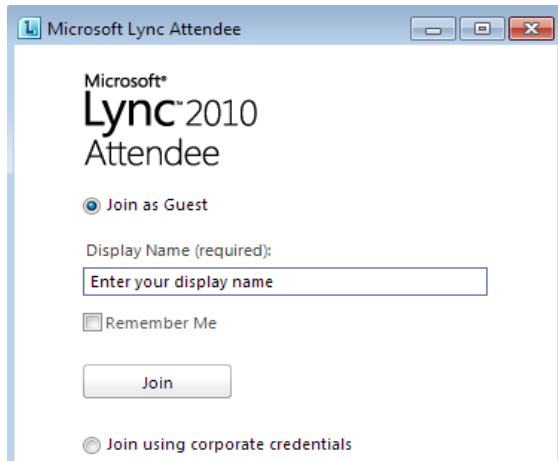 Microsoft Lync Attendee
Microsoft®
Lync™ 2010
Attendee
Join as Guest
Display Name (required):
Enter your display name
Remember Me
Join
Join using corporate credentials